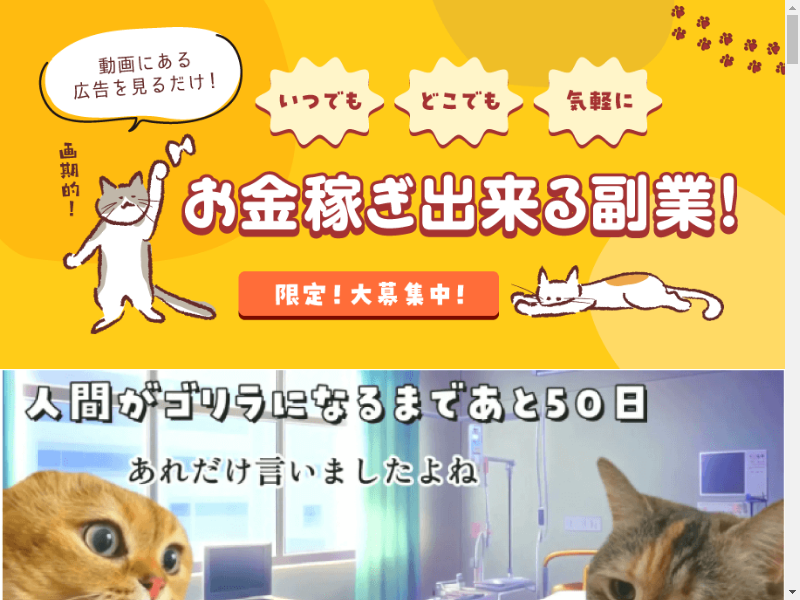 動画にある
広告を見るだけ！
いつでも
どこでも
気軽に
画期的！
お金稼ぎ出来る副業！
限定！大募集中！
人間がゴリラになるまであと50日
あれだけ言いましたよね